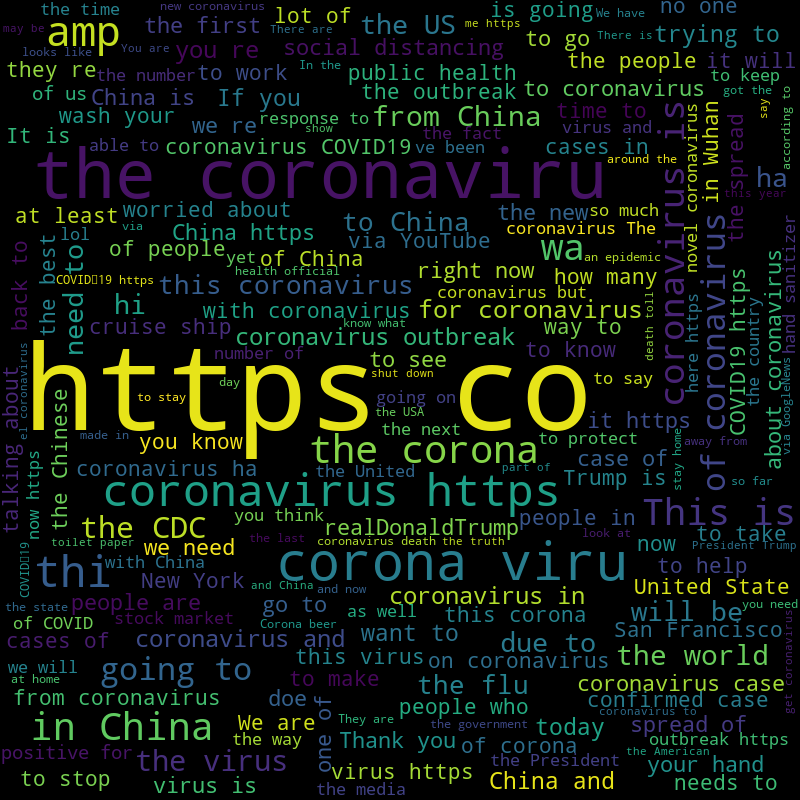 the time
new coronavirus
is going
We have
no one
may be
amp
the first
lot of
There are
the US
me https
to go
There is
trying to
looks like
You are
you re
social distancing
the people
it will
they re
the number
to work
In the
public health
to coronavirus
to keep
of us
China is
If you
the outbreak
got the
say
according to
wash your
we re
response to
from China
time to
It is
able to
show
coronavirus COVID19
ve been
the fact
virus and
cases in
around the
the coronaviru
coronavirus is
novel coronavirus
in Wuhan
the spread
ha
this year
at least
worried about
to China
the new
so much
via
China https
via YouTube
coronavirus The
lol
of people
yet
of China
wa
an epidemic
back to
the best
need to
COVID19 https
health official
right now
how many
hi
this coronavirus
coronavirus but
with coronavirus
for coronavirus
cruise ship
know what
coronavirus outbreak
way to
death toll
of coronavirus
here https
COVID19 https
the country
about coronavirus
hand sanitizer
via GoogleNews
el coronavirus
number of
to see
to know
https co
shut down
day
to say
to stay
going on
the USA
it https
talking about
now https
the Chinese
made in
you know
the next
to protect
the corona
stay home
away from
coronavirus ha
the United
part of
case of
Trump is
so far
coronavirus https
This is
the CDC
you think
realDonaldTrump
people in
toilet paper
we need
the last
coronavirus death
the truth
look at
now
to take
President Trump
COVID19
thi
with China
New York
corona viru
to help
and China
and now
coronavirus in
United State
the state
people are
go to
as well
this corona
will be
you need
of COVID
stock market
Corona beer
want to
due to
San Francisco
get coronavirus
cases of
coronavirus and
this virus
on coronavirus
the world
we will
going to
to make
the flu
coronavirus case
at home
from coronavirus
doe
people who
confirmed case
coronavirus to
in China
We are
one of
They are
the government
today
spread of
the way
Thank you
of corona
outbreak https
positive for
the virus
the President
the American
your hand
to stop
virus is
virus https
the media
China and
needs to